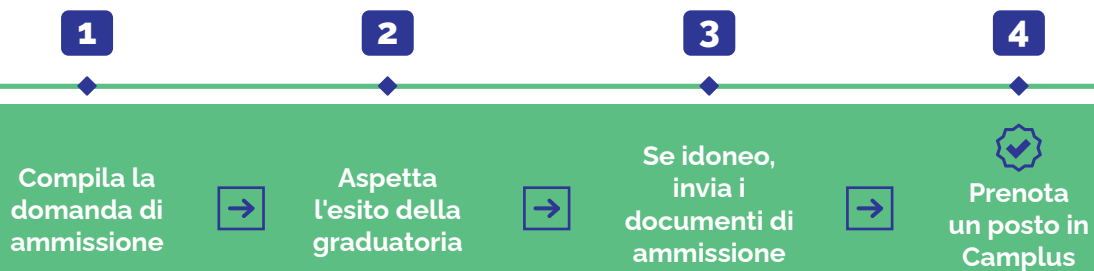 1
2
3
4
Compila la
domanda di
ammissione
Aspetta
l'esito della
graduatoria
Se idoneo,
invia i
documenti di
ammissione
Prenota
un posto in
Camplus